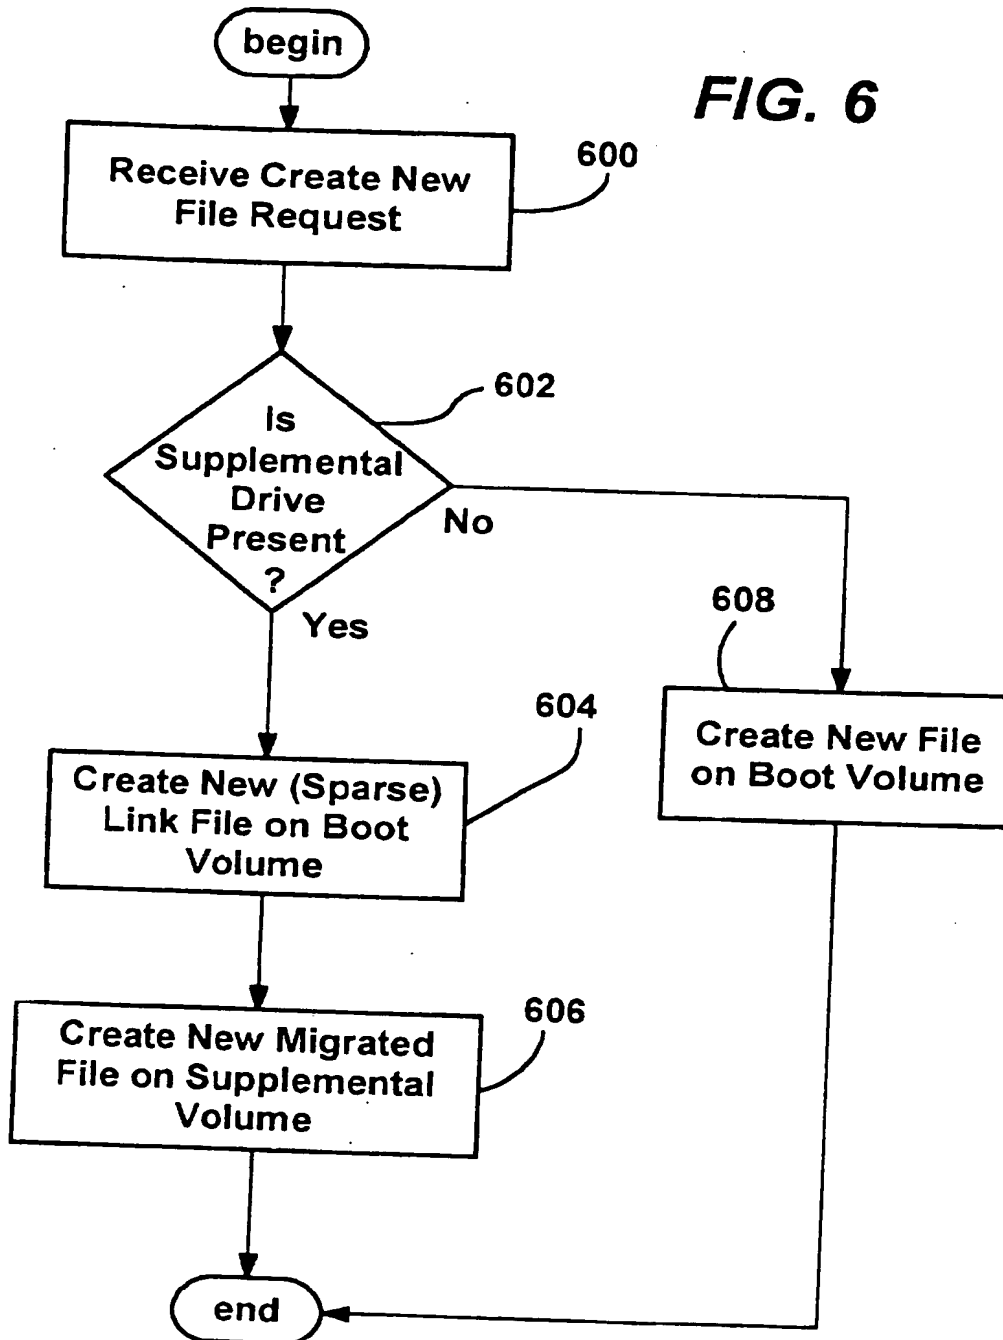 begin
FIG. 6
Receive Create New
File Request
600
602
Is
Supplemental
Drive
Present
?
No
Yes
608
Create New File
on Boot Volume
604
Create New (Sparse)
Link File on Boot
Volume
606
Create New Migrated
File on Supplemental
Volume
end